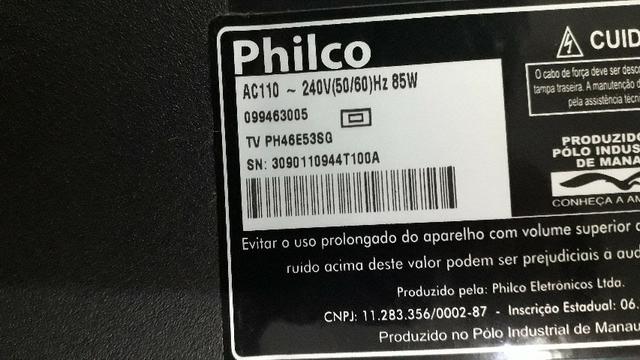 Philco
AC110 ~ 240V(50/60)Hz 85W
099463005
TV PH46E53SG
SN: 3090110944T100A
CUID
O cabo de força deve ser desc
tampa traseira. A manutenção d
pela assistência téc
PRODUZIDO
PÓLO INDUS
DE MANA
CONHEÇA A AM
Evitar o uso prolongado do aparelho com volume superior a
ruído acima deste valor podem ser prejudiciais à aud
Produzido pela: Philco Eletrônicos Ltda.
CNPJ: 11.283.356/0002-87 - Inscrição Estadual: 06.
Produzido no Pólo Industrial de Manau